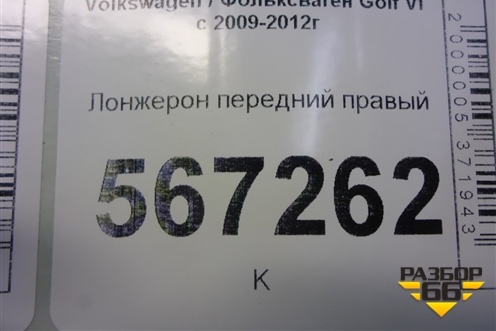 Volkswagen / Фольксваген Golf VI
с 2009-2012г
Лонжерон передний правый
567262
К
2000005371943
РАЗБОР
66